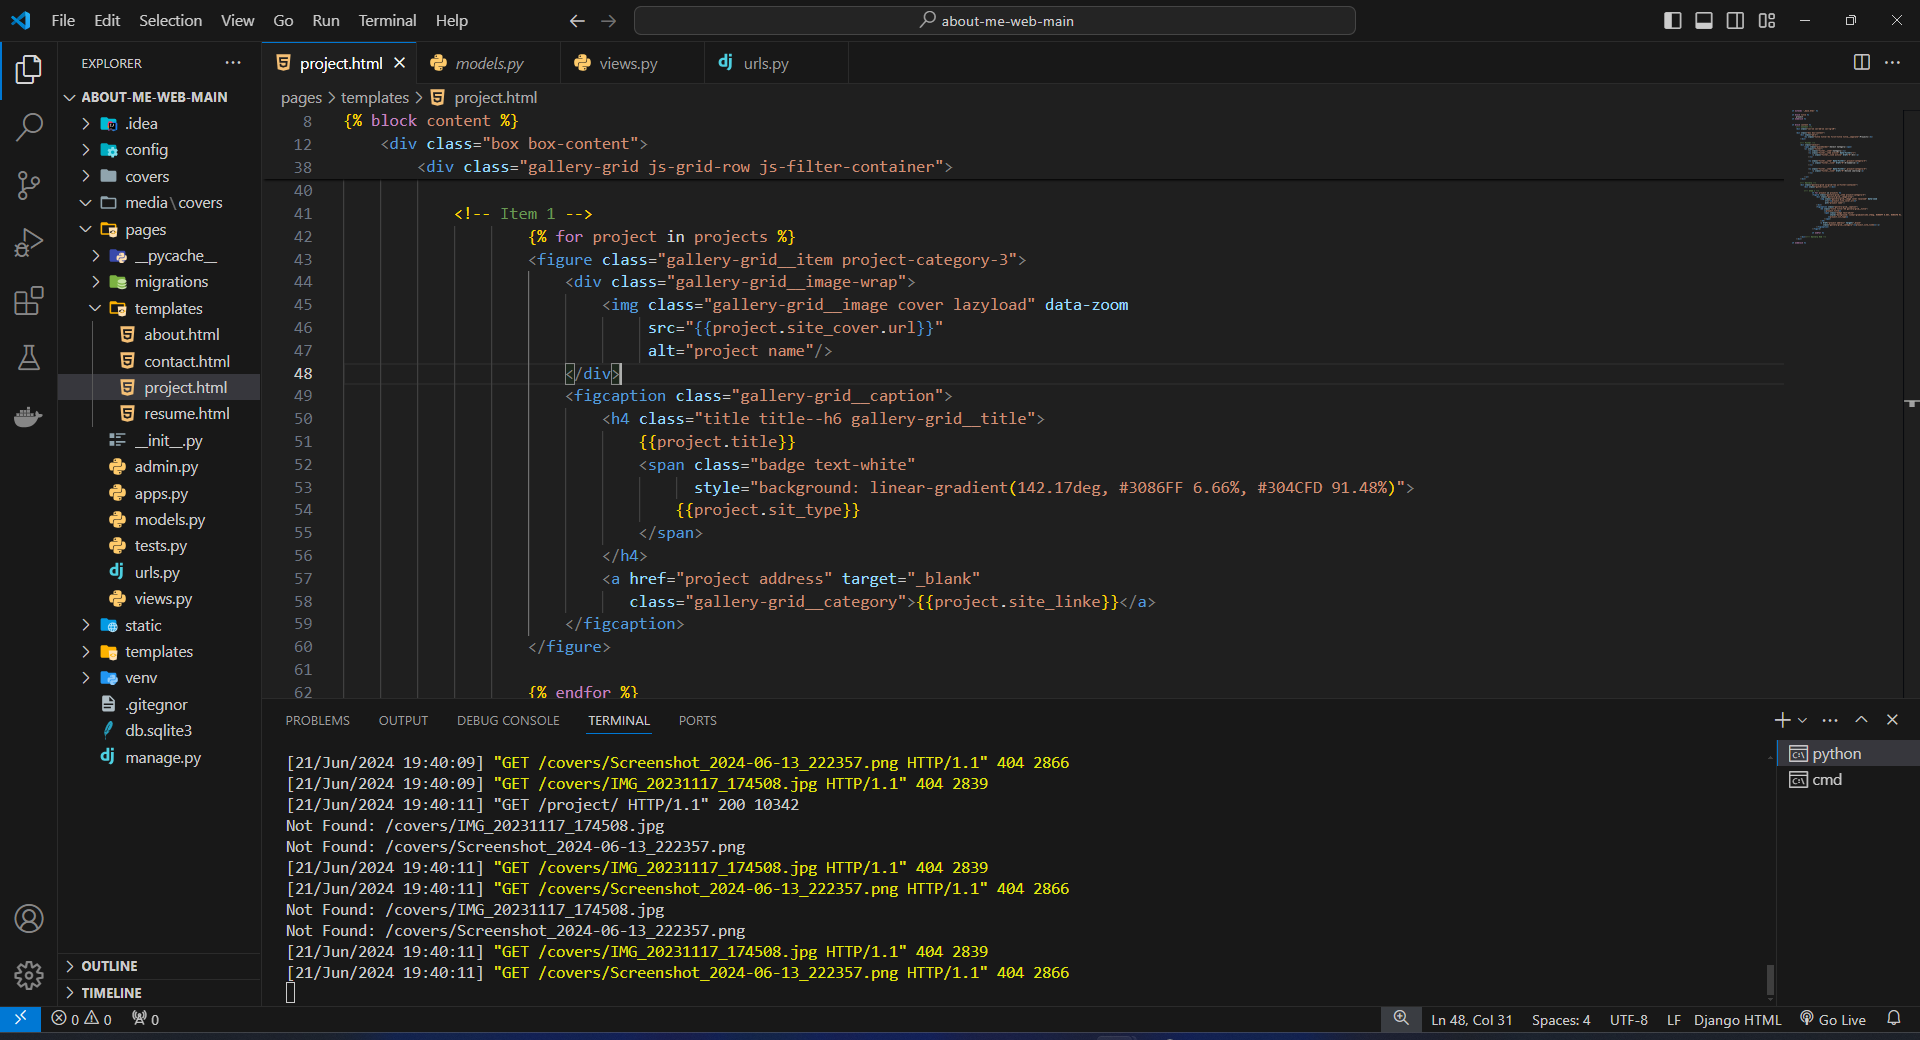 File Edit Selection View Go Run Terminal Help
about-me-web-main
EXPLORER
project.html
models.py
views.py
urls.py
pages > templates > project.html
ABOUT-ME-WEB-MAIN
.idea
config
covers
media\covers
pages
__pycache__
migrations
templates
about.html
contact.html
project.html
resume.html
__init__.py
admin.py
apps.py
models.py
tests.py
urls.py
views.py
static
templates
venv
.gitegnor
db.sqlite3
manage.py
OUTLINE
TIMELINE
8 {% block content %}
12 <div class="box box-content">
38 <div class="gallery-grid js-grid-row js-filter-container">
40
41 <!-- Item 1 -->
42 {% for project in projects %}
43 <figure class="gallery-grid__item project-category-3">
44 <div class="gallery-grid__image-wrap">
45 <img class="gallery-grid__image cover lazyload" data-zoom
46 src="{{project.site_cover.url}}"
47 alt="project name"/>
48 </div>
49 <figcaption class="gallery-grid__caption">
50 <h4 class="title title--h6 gallery-grid__title">
51 {{project.title}}
52 <span class="badge text-white"
53 style="background: linear-gradient(142.17deg, #3086FF 6.66%, #304CFD 91.48%)">
54 {{project.sit_type}}
55 </span>
56 </h4>
57 <a href="project address" target="_blank"
58 class="gallery-grid__category">{{project.site_linke}}</a>
59 </figcaption>
60 </figure>
61
62 {% endfor %}
PROBLEMS OUTPUT DEBUG CONSOLE TERMINAL PORTS
[21/Jun/2024 19:40:09] "GET /covers/Screenshot_2024-06-13_222357.png HTTP/1.1" 404 2866
[21/Jun/2024 19:40:09] "GET /covers/IMG_20231117_174508.jpg HTTP/1.1" 404 2839
[21/Jun/2024 19:40:11] "GET /project/ HTTP/1.1" 200 10342
Not Found: /covers/IMG_20231117_174508.jpg
Not Found: /covers/Screenshot_2024-06-13_222357.png
[21/Jun/2024 19:40:11] "GET /covers/IMG_20231117_174508.jpg HTTP/1.1" 404 2839
[21/Jun/2024 19:40:11] "GET /covers/Screenshot_2024-06-13_222357.png HTTP/1.1" 404 2866
Not Found: /covers/IMG_20231117_174508.jpg
Not Found: /covers/Screenshot_2024-06-13_222357.png
[21/Jun/2024 19:40:11] "GET /covers/IMG_20231117_174508.jpg HTTP/1.1" 404 2839
[21/Jun/2024 19:40:11] "GET /covers/Screenshot_2024-06-13_222357.png HTTP/1.1" 404 2866
python
cmd
0 0 0
Ln 48, Col 31 Spaces: 4 UTF-8 LF Django HTML Go Live